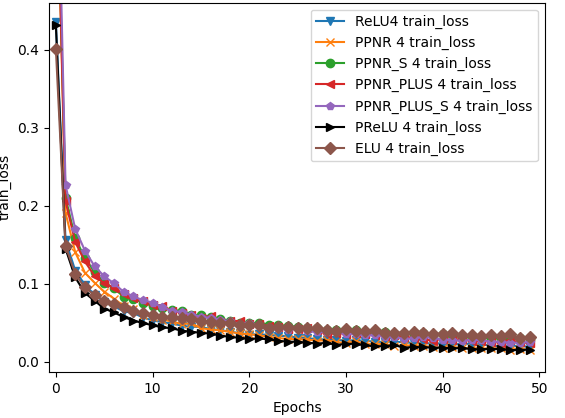 ReLU4 train_loss
PPNR 4 train_loss
PPNR_S 4 train_loss
PPNR_PLUS 4 train_loss
PPNR_PLUS_S 4 train_loss
PReLU 4 train_loss
ELU 4 train_loss
train_loss
0.4
0.3
0.2
0.1
0.0
0 10 20 30 40 50
Epochs